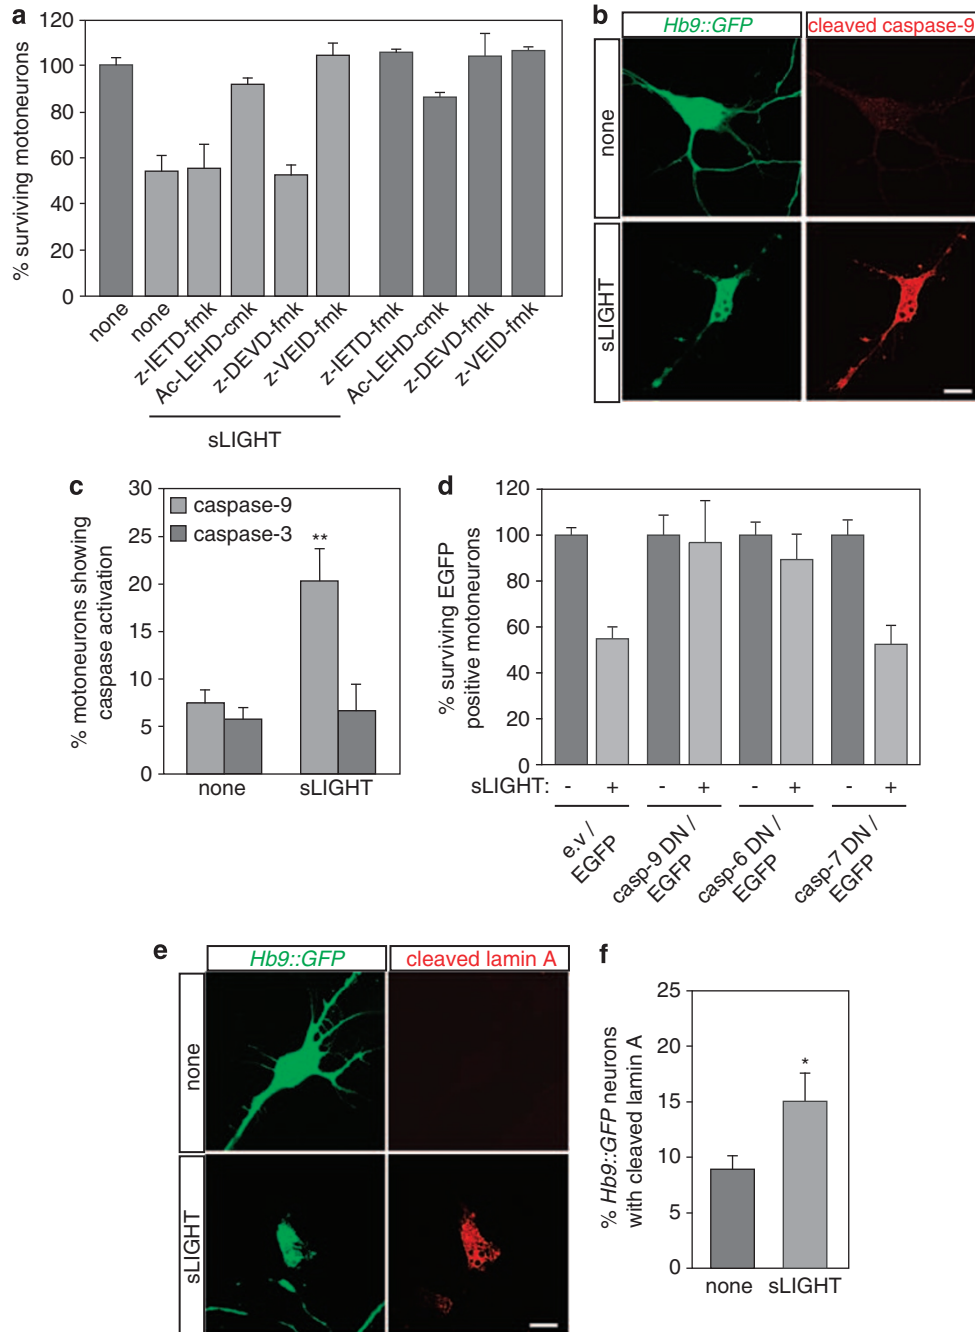 a
% surviving motoneurons
120
100
80
60
40
20
0
none
none
z-IETD-fmk
Ac-LEHD-cmk
z-DEVD-fmk
z-VEID-fmk
z-IETD-fmk
Ac-LEHD-cmk
z-DEVD-fmk
z-VEID-fmk
sLIGHT
b
Hb9::GFP
cleaved caspase-9
none
sLIGHT
c
% motoneurons showing
caspase activation
30
25
20
15
10
5
0
caspase-9
caspase-3
**
none
sLIGHT
d
% surviving EGFP
positive motoneurons
120
100
80
60
40
20
0
sLIGHT: - + - + - + - +
e.v /
EGFP
casp-9 DN /
EGFP
casp-6 DN /
EGFP
casp-7 DN /
EGFP
e
Hb9::GFP
cleaved lamin A
none
sLIGHT
f
% Hb9::GFP neurons
with cleaved lamin A
25
20
15
10
5
0
*
none
sLIGHT